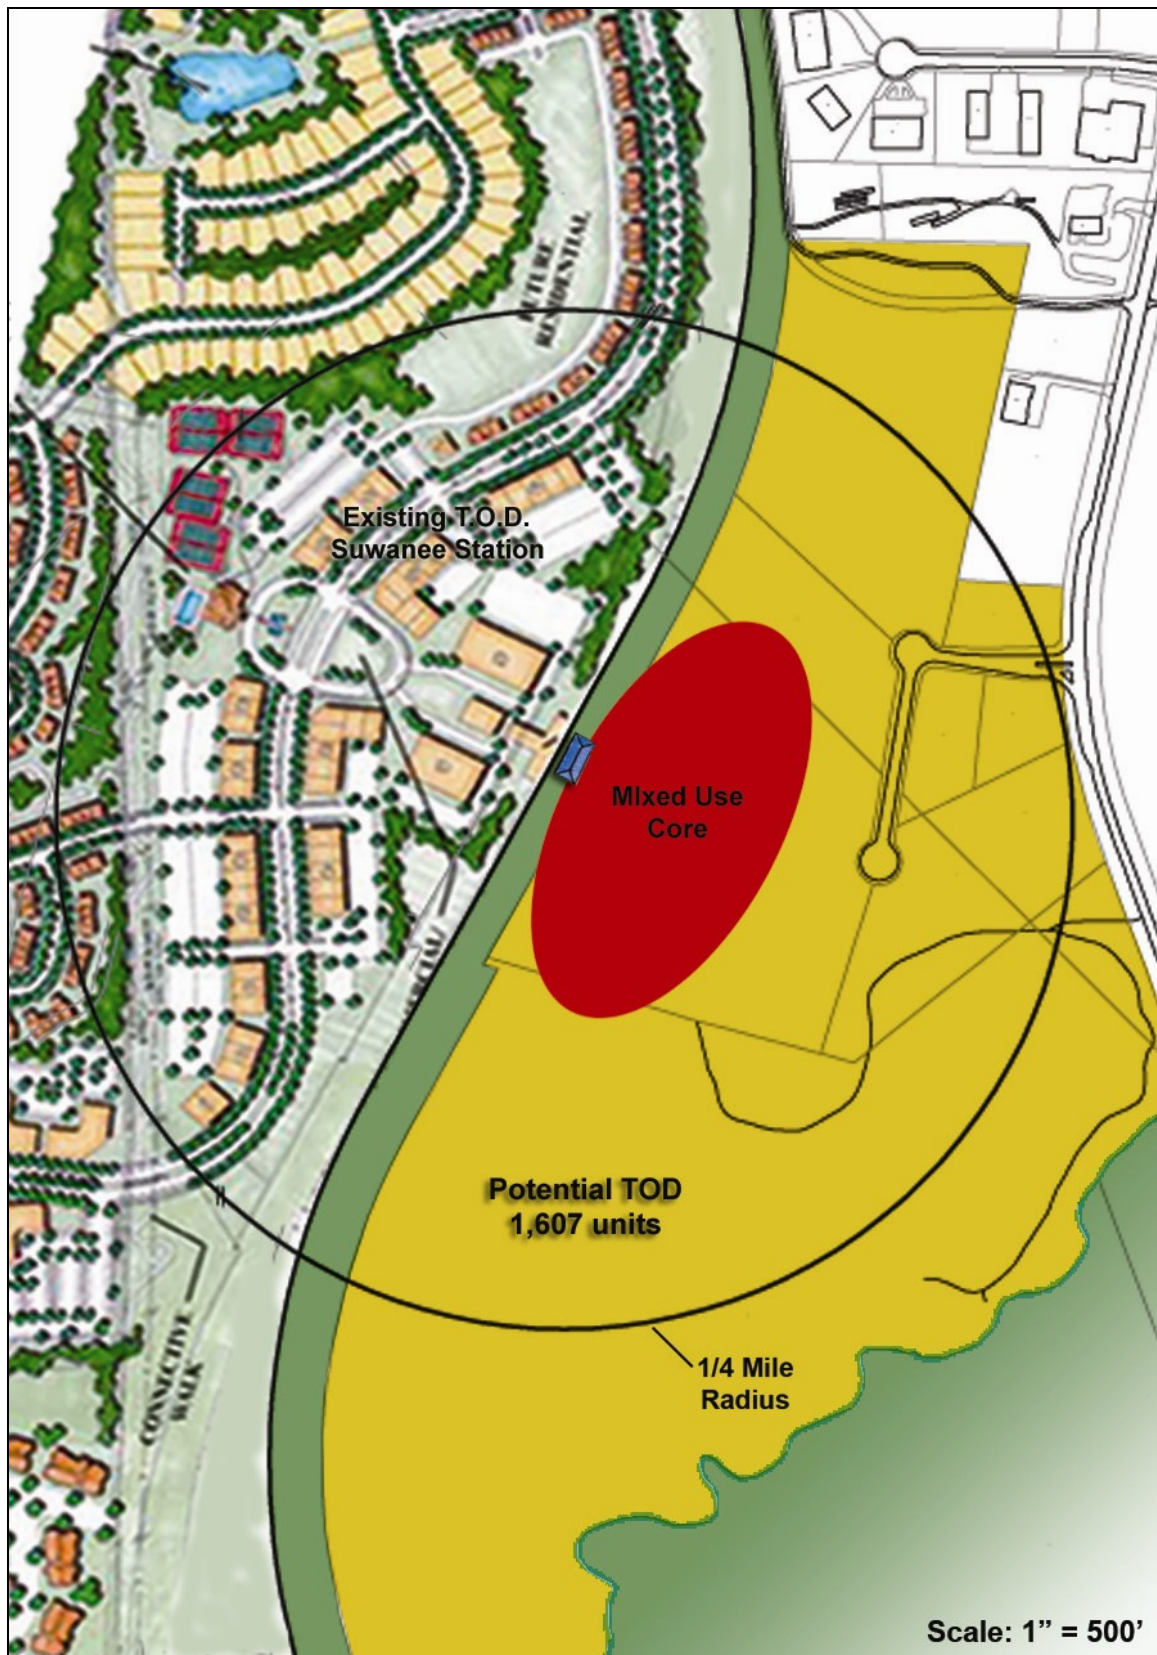 FUTURE
RESIDENTIAL
Existing T.O.D.
Suwanee Station
MIxed Use
Core
Potential TOD
1,607 units
1/4 Mile
Radius
CONNECTIVE
WALK
Scale: 1” = 500’